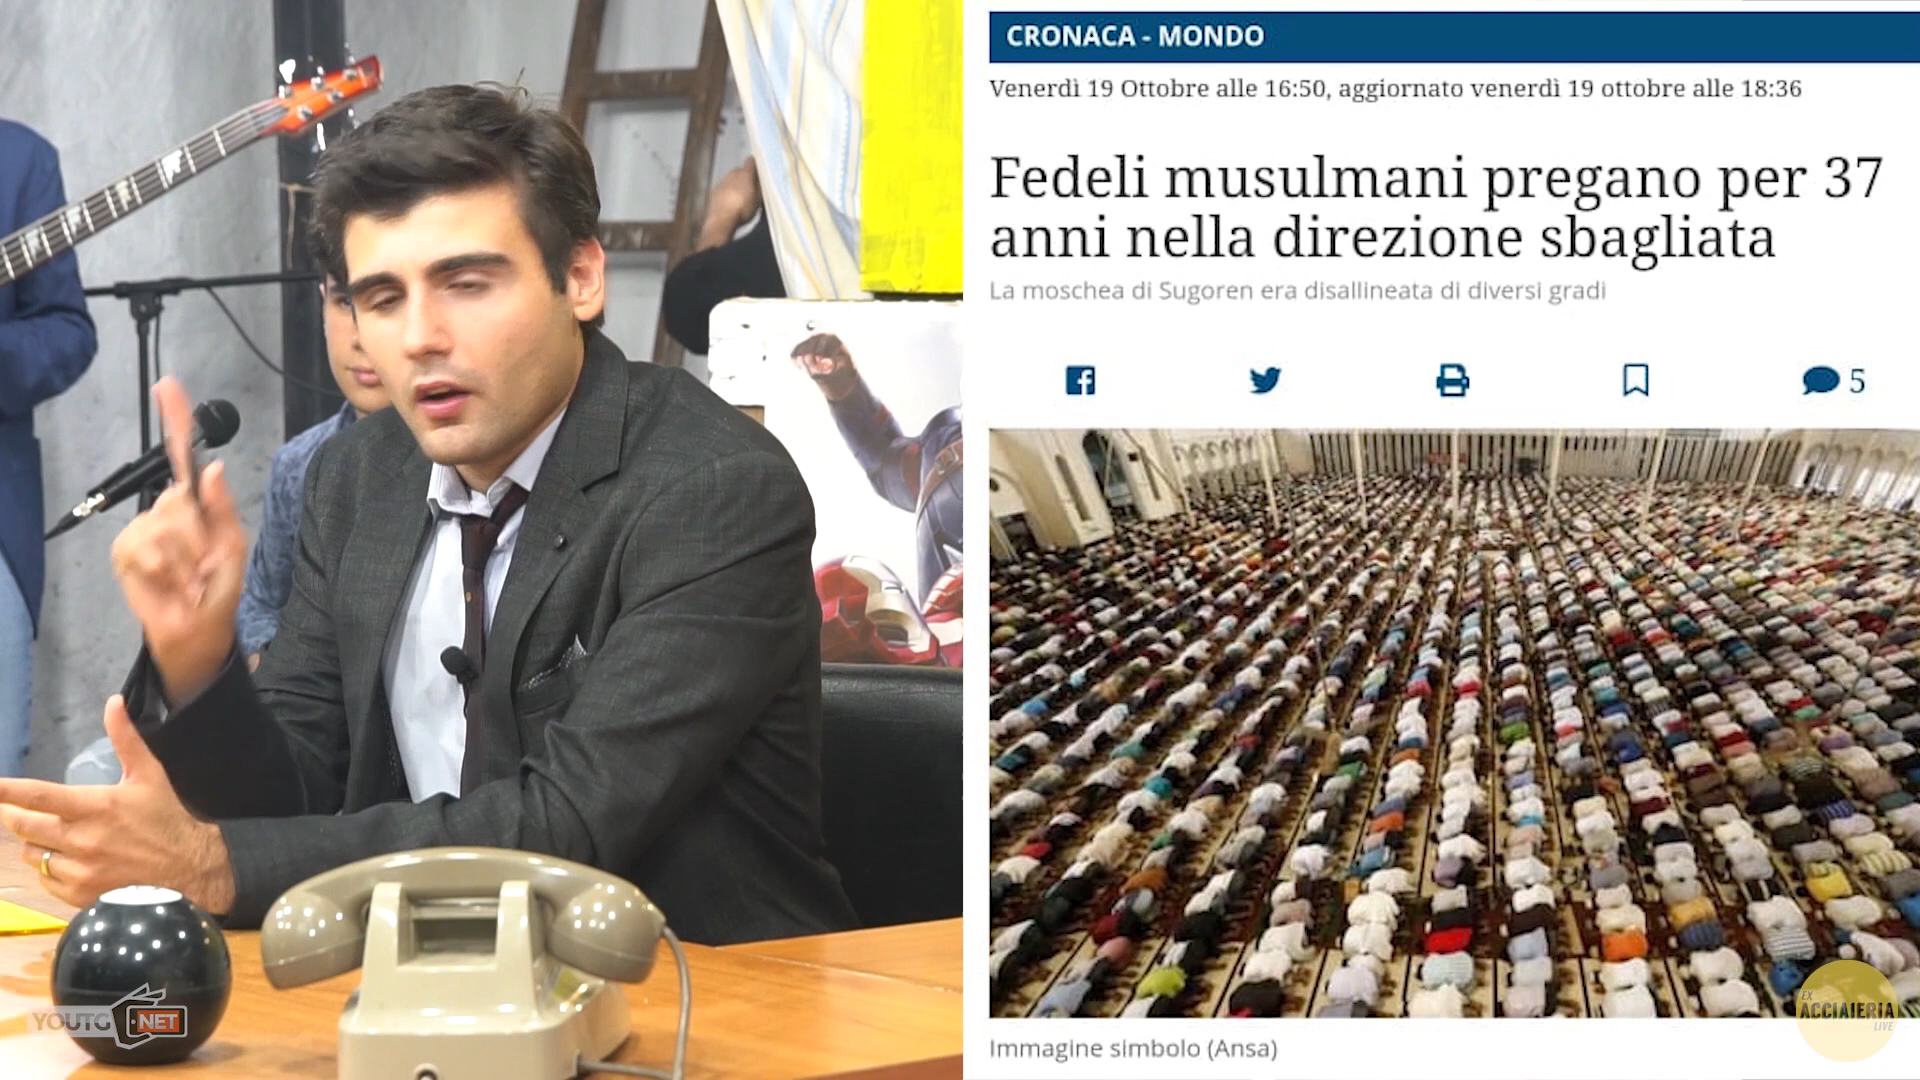 CRONACA - MONDO
Venerdì 19 Ottobre alle 16:50, aggiornato venerdì 19 ottobre alle 18:36
Fedeli musulmani pregano per 37
anni nella direzione sbagliata
La moschea di Sugoren era disallineata di diversi gradi
5
Immagine simbolo (Ansa)
YOUTG .NET
EX
ACCIAIERIA
LIVE